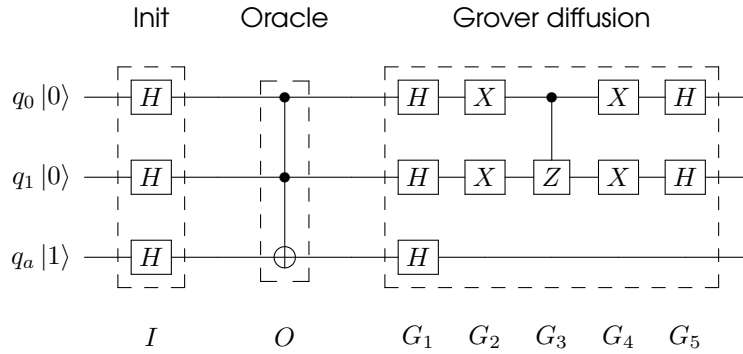 Init Oracle Grover diffusion
q₀ |0⟩ H H X X H
q₁ |0⟩ H H X Z X H
qₐ |1⟩ H H
I O G₁ G₂ G₃ G₄ G₅